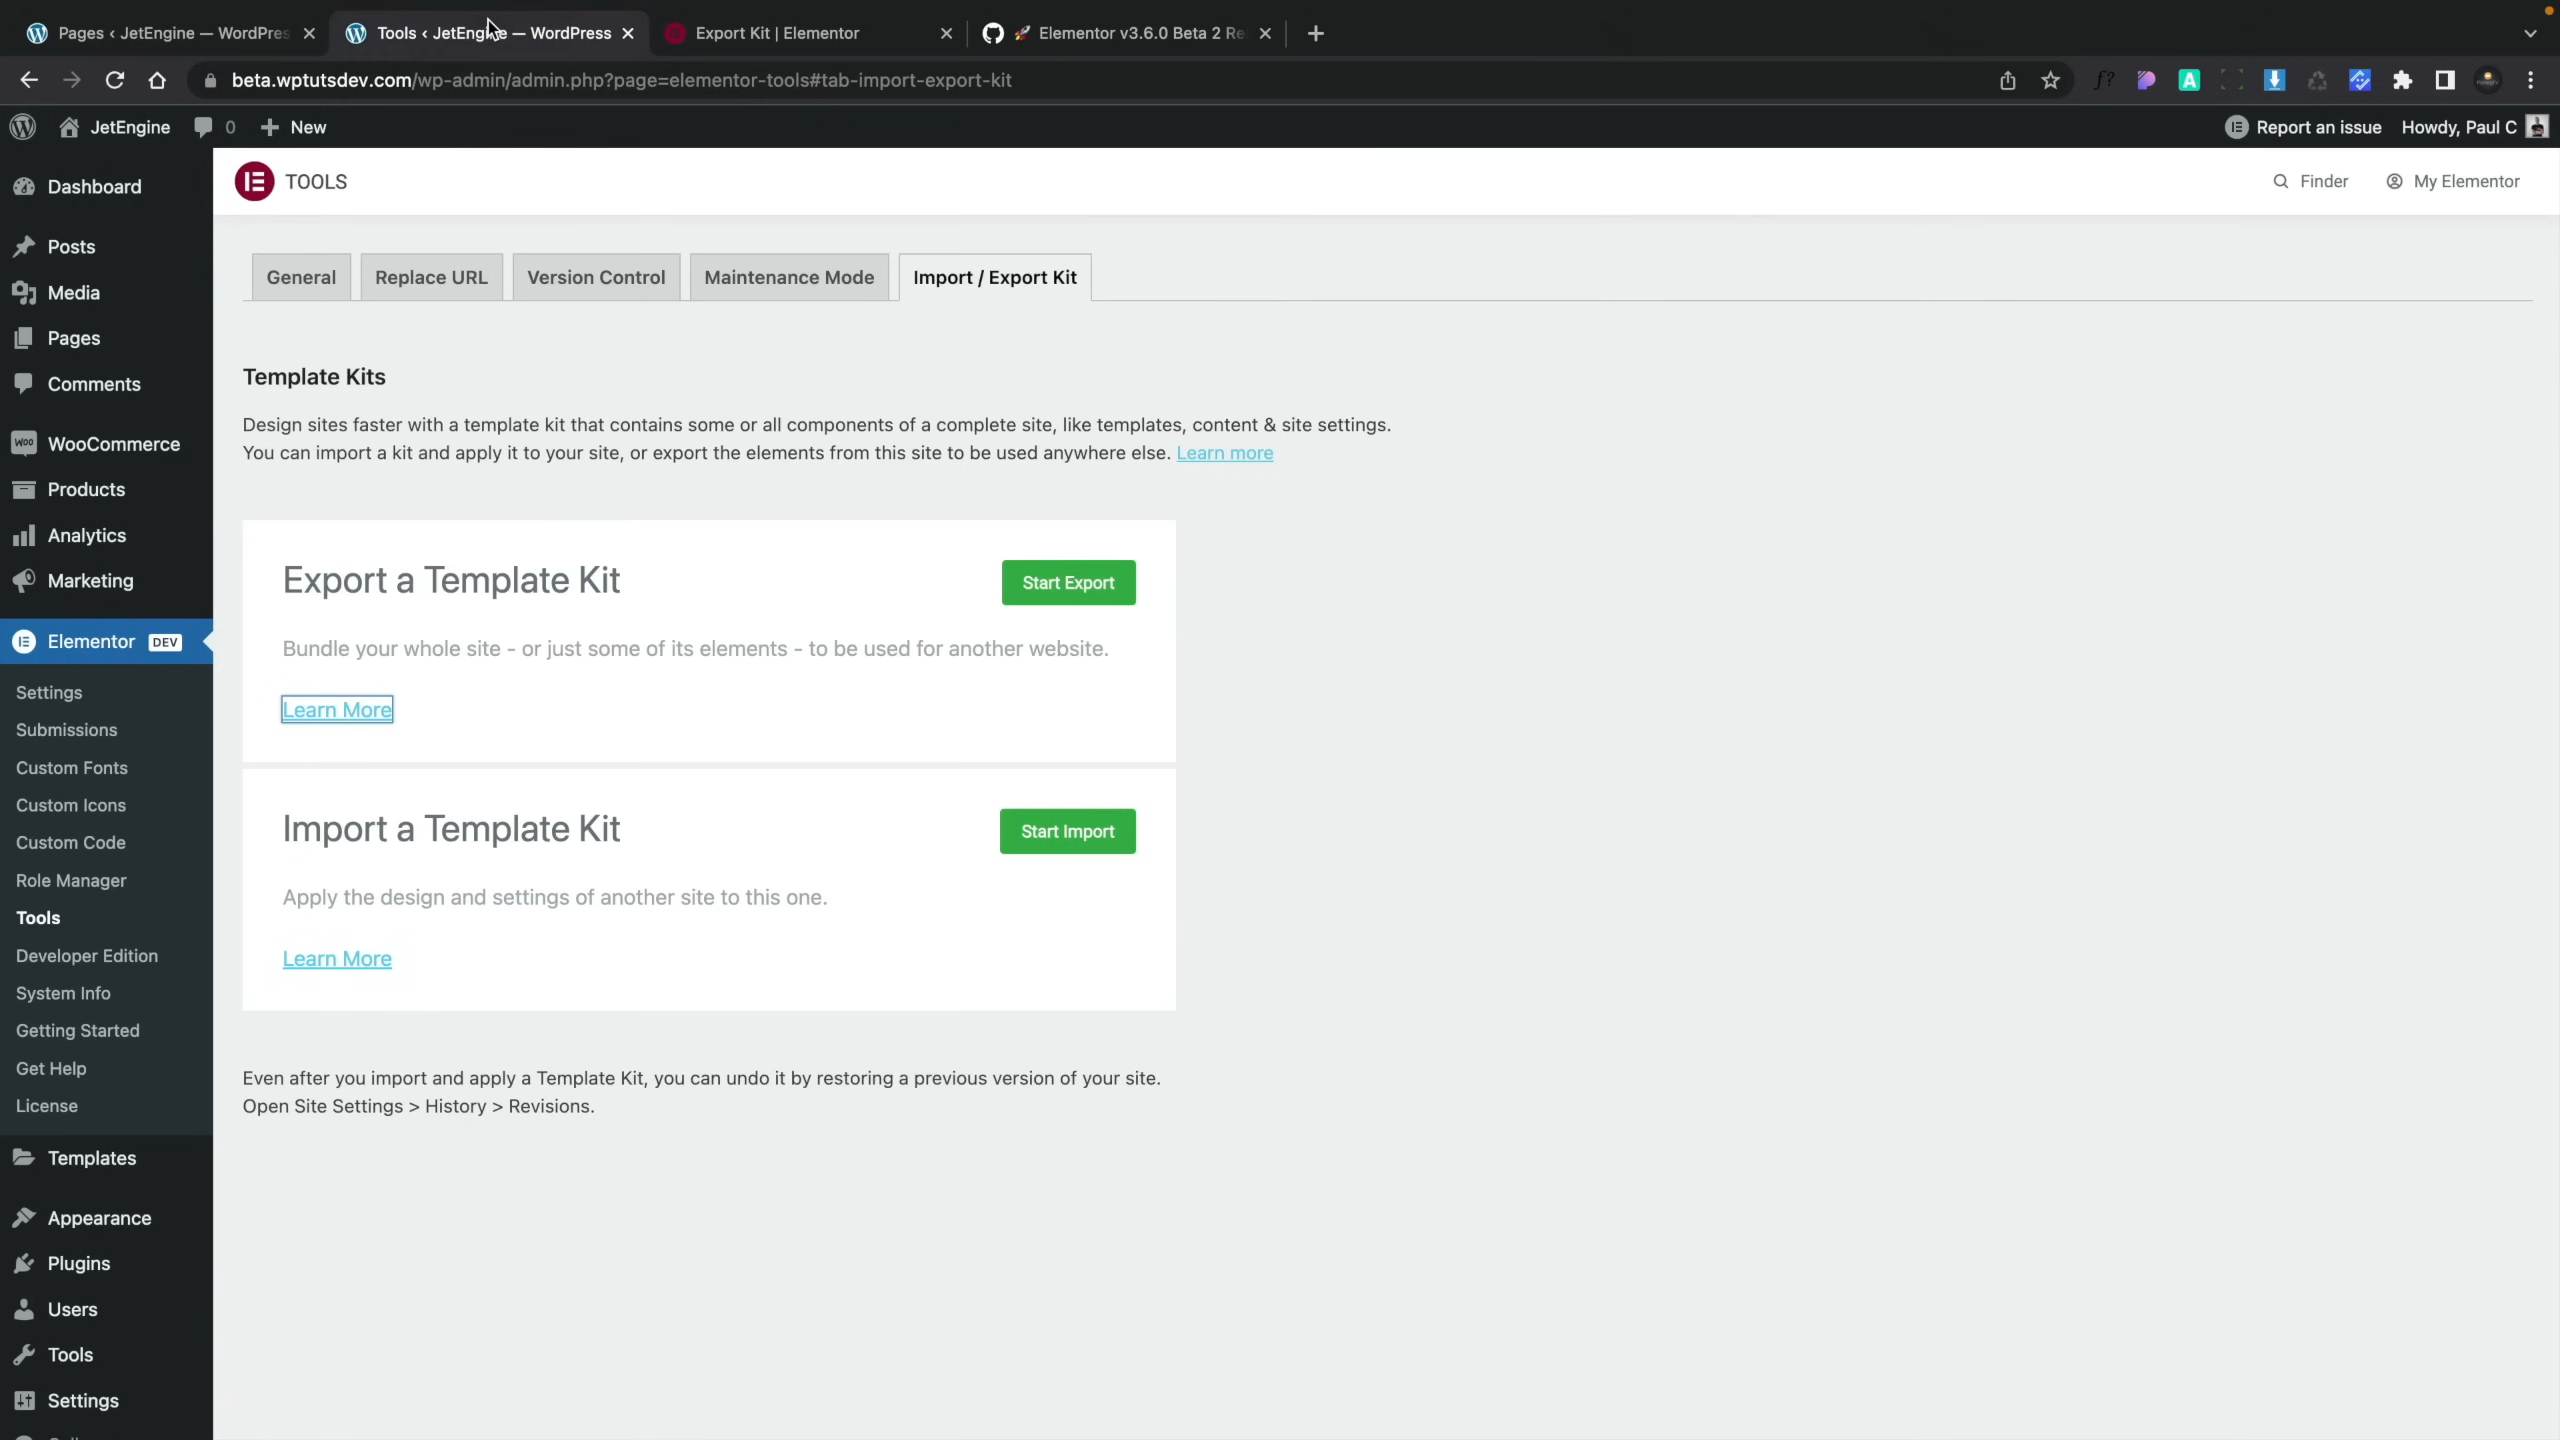 Pages ‹ JetEngine — WordPres
Tools ‹ JetEngine — WordPress
Export Kit | Elementor
🚀 Elementor v3.6.0 Beta 2 Re
beta.wptutsdev.com/wp-admin/admin.php?page=elementor-tools#tab-import-export-kit
JetEngine
0
New
Report an issue
Howdy, Paul C
TOOLS
Finder
My Elementor
General
Replace URL
Version Control
Maintenance Mode
Import / Export Kit
Template Kits
Design sites faster with a template kit that contains some or all components of a complete site, like templates, content & site settings.
You can import a kit and apply it to your site, or export the elements from this site to be used anywhere else. Learn more
Export a Template Kit
Start Export
Bundle your whole site - or just some of its elements - to be used for another website.
Learn More
Import a Template Kit
Start Import
Apply the design and settings of another site to this one.
Learn More
Even after you import and apply a Template Kit, you can undo it by restoring a previous version of your site.
Open Site Settings > History > Revisions.
Dashboard
Posts
Media
Pages
Comments
WooCommerce
Products
Analytics
Marketing
Elementor DEV
Settings
Submissions
Custom Fonts
Custom Icons
Custom Code
Role Manager
Tools
Developer Edition
System Info
Getting Started
Get Help
License
Templates
Appearance
Plugins
Users
Tools
Settings